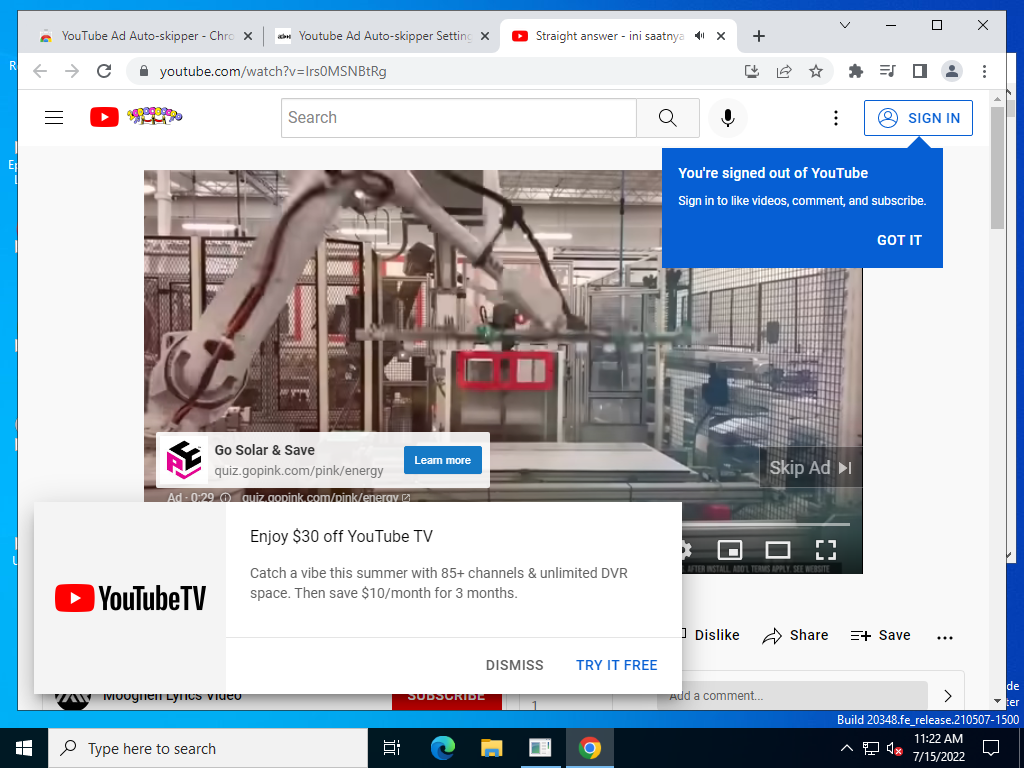 YouTube Ad Auto-skipper - Chro
Youtube Ad Auto-skipper Setting
Straight answer - ini saatnya
youtube.com/watch?v=Irs0MSNBtRg
Search
SIGN IN
You're signed out of YouTube
Sign in to like videos, comment, and subscribe.
GOT IT
Go Solar & Save
quiz.gopink.com/pink/energy
Learn more
Skip Ad
Ad · 0:29 quiz.gopink.com/pink/energy
Enjoy $30 off YouTube TV
Catch a vibe this summer with 85+ channels & unlimited DVR
space. Then save $10/month for 3 months.
YouTubeTV
AFTER INSTALL. ADD'L TERMS APPLY. SEE WEBSITE
Dislike
Share
Save
DISMISS
TRY IT FREE
Mooghen Lyrics Video
SUBSCRIBE
1
Add a comment...
Build 20348.fe_release.210507-1500
Type here to search
11:22 AM
7/15/2022